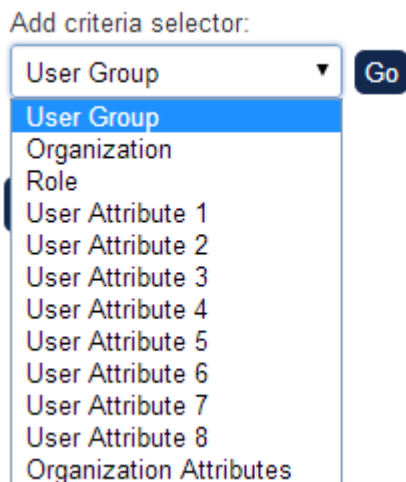 Add criteria selector:
User Group Go
User Group
Organization
Role
User Attribute 1
User Attribute 2
User Attribute 3
User Attribute 4
User Attribute 5
User Attribute 6
User Attribute 7
User Attribute 8
Organization Attributes